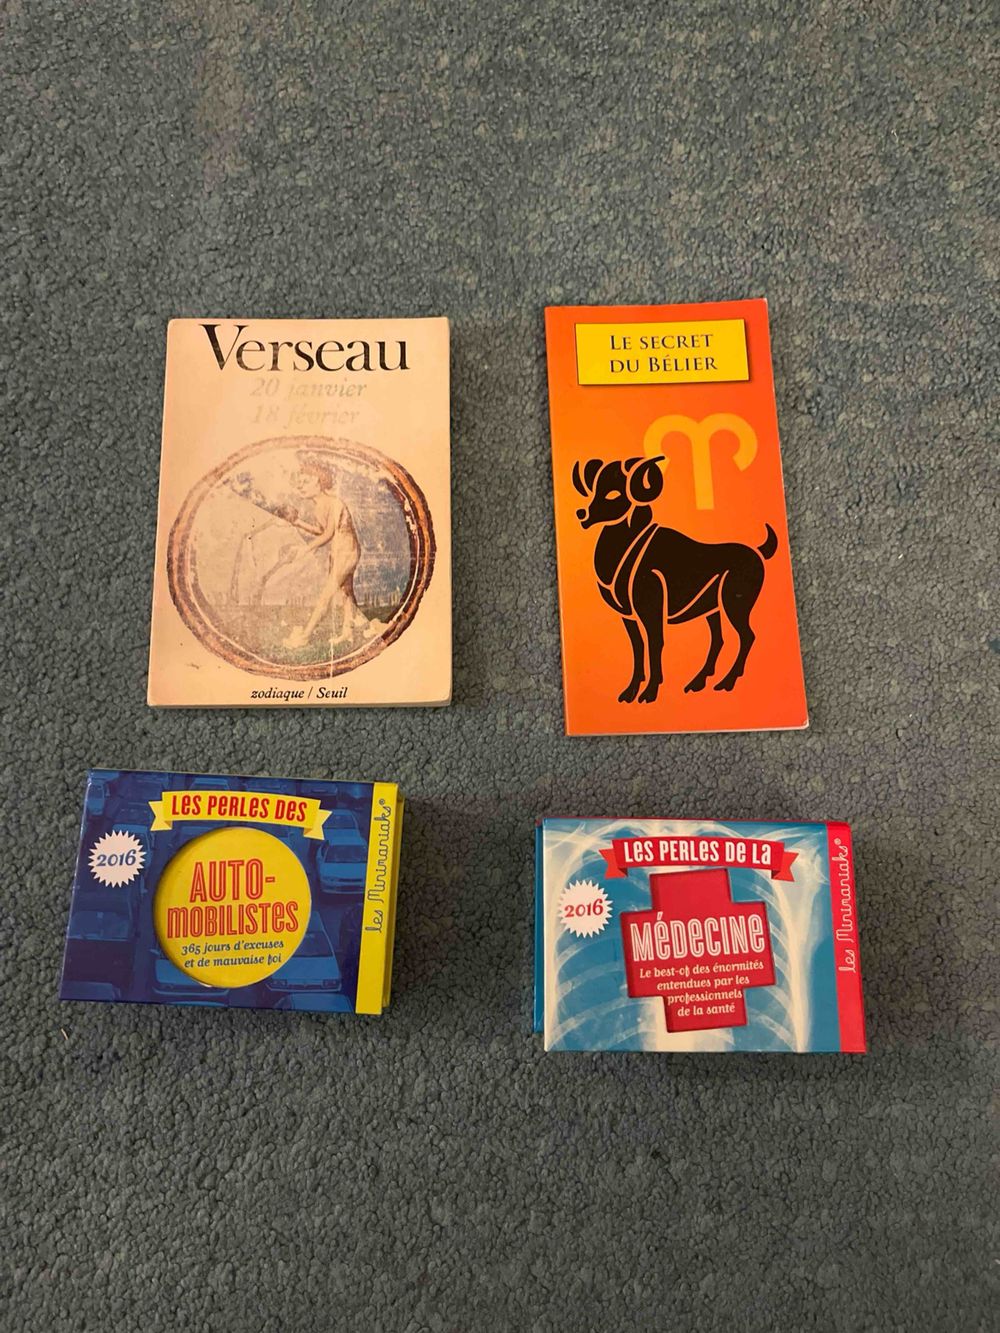 Verseau
20 janvier
18 février
zodiaque / Seuil
Le secret
du Bélier
LES PERLES DES
2016
AUTO-
MOBILISTES
365 jours d'excuses
et de mauvaise foi
les Minimaniaks®
LES PERLES DE LA
2016
MÉDECINE
Le best-of des énormités
entendues par les
professionnels
de la santé
les Minimaniaks®